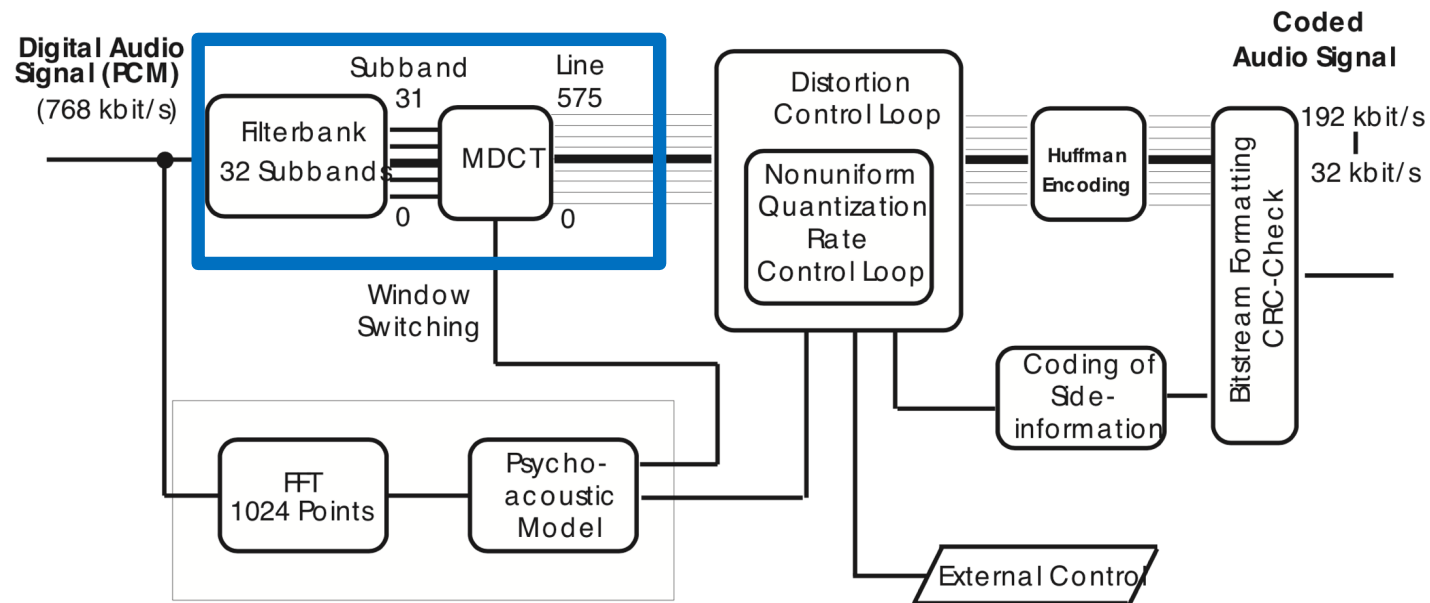 Digital Audio
Signal (PCM)
(768 kbit/s)
Filterbank
32 Subbands
Subband
31
0
MDCT
Line
575
0
Window
Switching
FFT
1024 Points
Psycho-
acoustic
Model
Distortion
Control Loop
Nonuniform
Quantization
Rate
Control Loop
Huffman
Encoding
Coding of
Side-
information
External Control
Bitstream Formatting
CRC-Check
Coded
Audio Signal
192 kbit/s
32 kbit/s